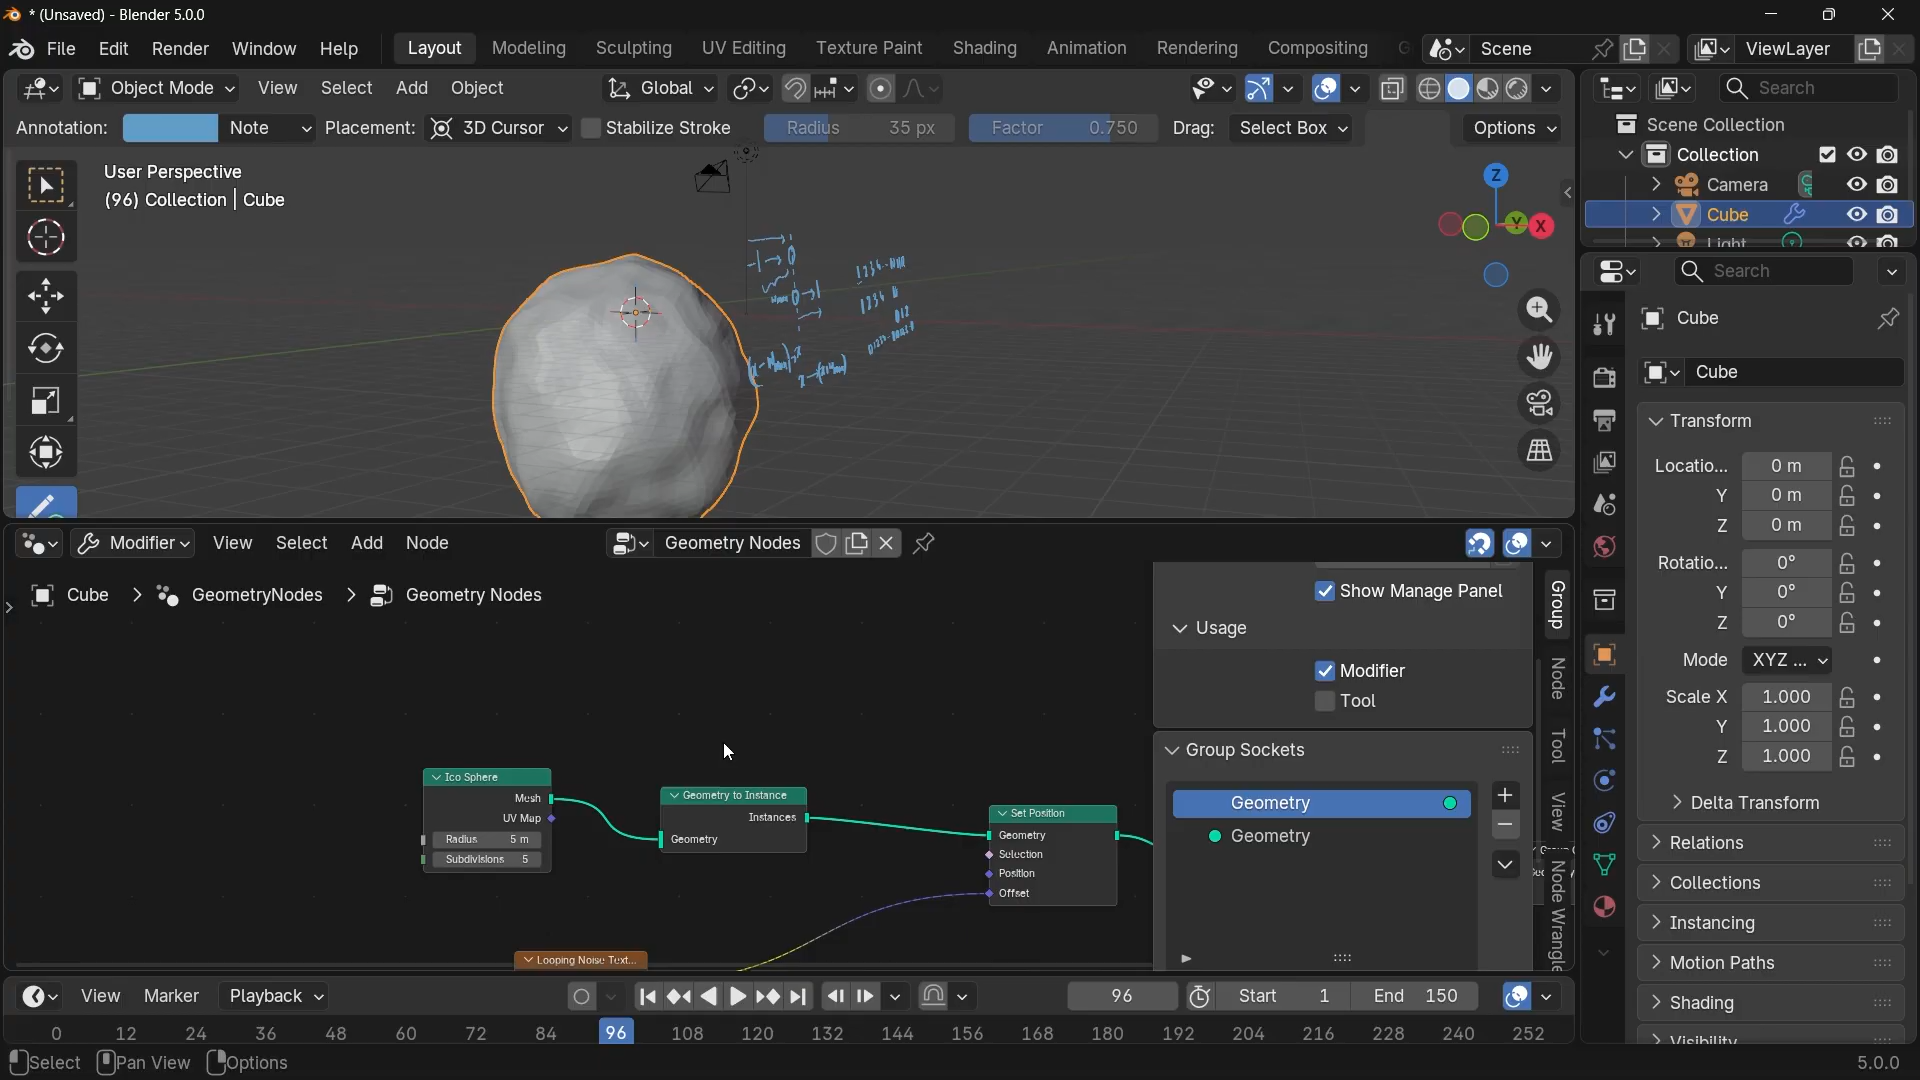 * (Unsaved) - Blender 5.0.0
File Edit Render Window Help Layout Modeling Sculpting UV Editing Texture Paint Shading Animation Rendering Compositing Scene ViewLayer
Object Mode View Select Add Object Global Search
Annotation: Note Placement: 3D Cursor Stabilize Stroke Radius 35 px Factor 0.750 Drag: Select Box Options
User Perspective
(96) Collection | Cube
Z
Y
X
Scene Collection
Collection
Camera
Cube
Light
Search
Cube
Cube
Transform
Locatio... 0 m
Y 0 m
Z 0 m
Rotatio... 0°
Y 0°
Z 0°
Mode XYZ ...
Scale X 1.000
Y 1.000
Z 1.000
Delta Transform
Relations
Collections
Instancing
Motion Paths
Shading
Visibility
Modifier View Select Add Node Geometry Nodes
Cube GeometryNodes Geometry Nodes
Ico Sphere
Mesh
UV Map
Radius 5 m
Subdivisions 5
Geometry to Instance
Instances
Geometry
Set Position
Geometry
Selection
Position
Offset
Looping Noise Text...
Show Manage Panel
Usage
Modifier
Tool
Group Sockets
Geometry
Geometry
Group
Node
Tool
View
Node Wrangle
View Marker Playback 96 Start 1 End 150
0 12 24 36 48 60 72 84 96 108 120 132 144 156 168 180 192 204 216 228 240 252
Select Pan View Options 5.0.0